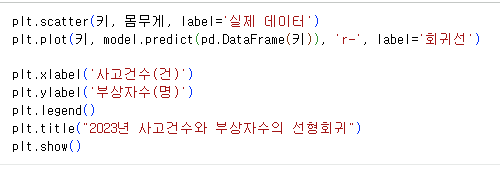 plt.scatter(키, 몸무게, label='실제 데이터')
plt.plot(키, model.predict(pd.DataFrame(키)), 'r-', label='회귀선')
plt.xlabel('사고건수(건)')
plt.ylabel('부상자수(명)')
plt.legend()
plt.title("2023년 사고건수와 부상자수의 선형회귀")
plt.show()